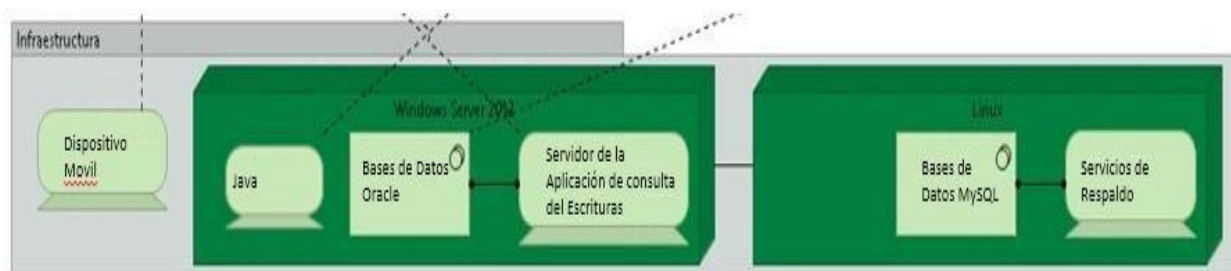 Infraestructura
Dispositivo
Movil
Windows Server 2012
Java
Bases de Datos
Oracle
Servidor de la
Aplicación de consulta
del Escrituras
Linux
Bases de
Datos MySQL
Servicios de
Respaldo